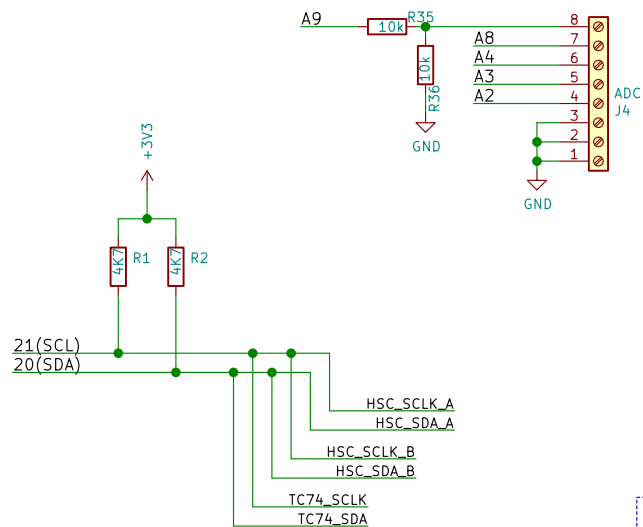 A9
R35
10k
8
A8
7
A4
6
10k
A3
5
R36
A2
4
ADC
J4
3
2
1
GND
GND
+3V3
4K7
R1
4K7
R2
21(SCL)
20(SDA)
HSC_SCLK_A
HSC_SDA_A
HSC_SCLK_B
HSC_SDA_B
TC74_SCLK
TC74_SDA